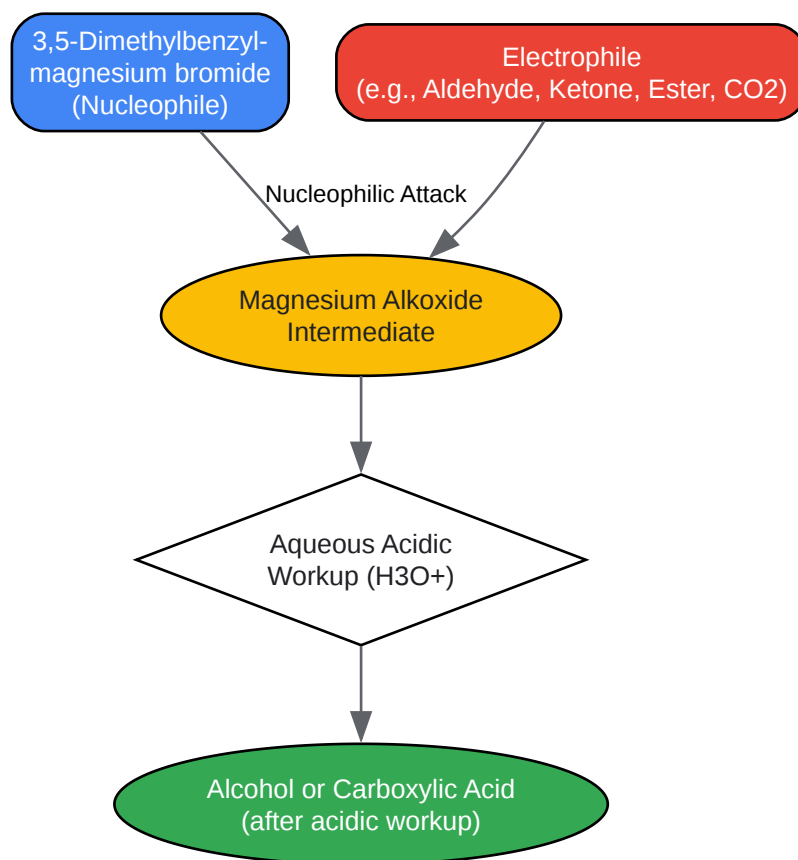 3,5-Dimethylbenzyl-
magnesium bromide
(Nucleophile)
Electrophile
(e.g., Aldehyde, Ketone, Ester, CO2)
Nucleophilic Attack
Magnesium Alkoxide
Intermediate
Aqueous Acidic
Workup (H3O+)
Alcohol or Carboxylic Acid
(after acidic workup)